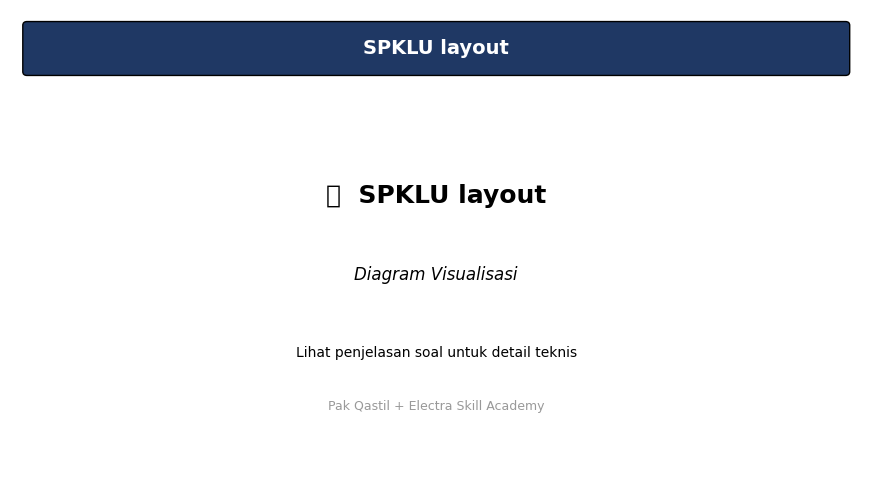 SPKLU layout
SPKLU layout
Diagram Visualisasi
Lihat penjelasan soal untuk detail teknis
Pak Qastil + Electra Skill Academy